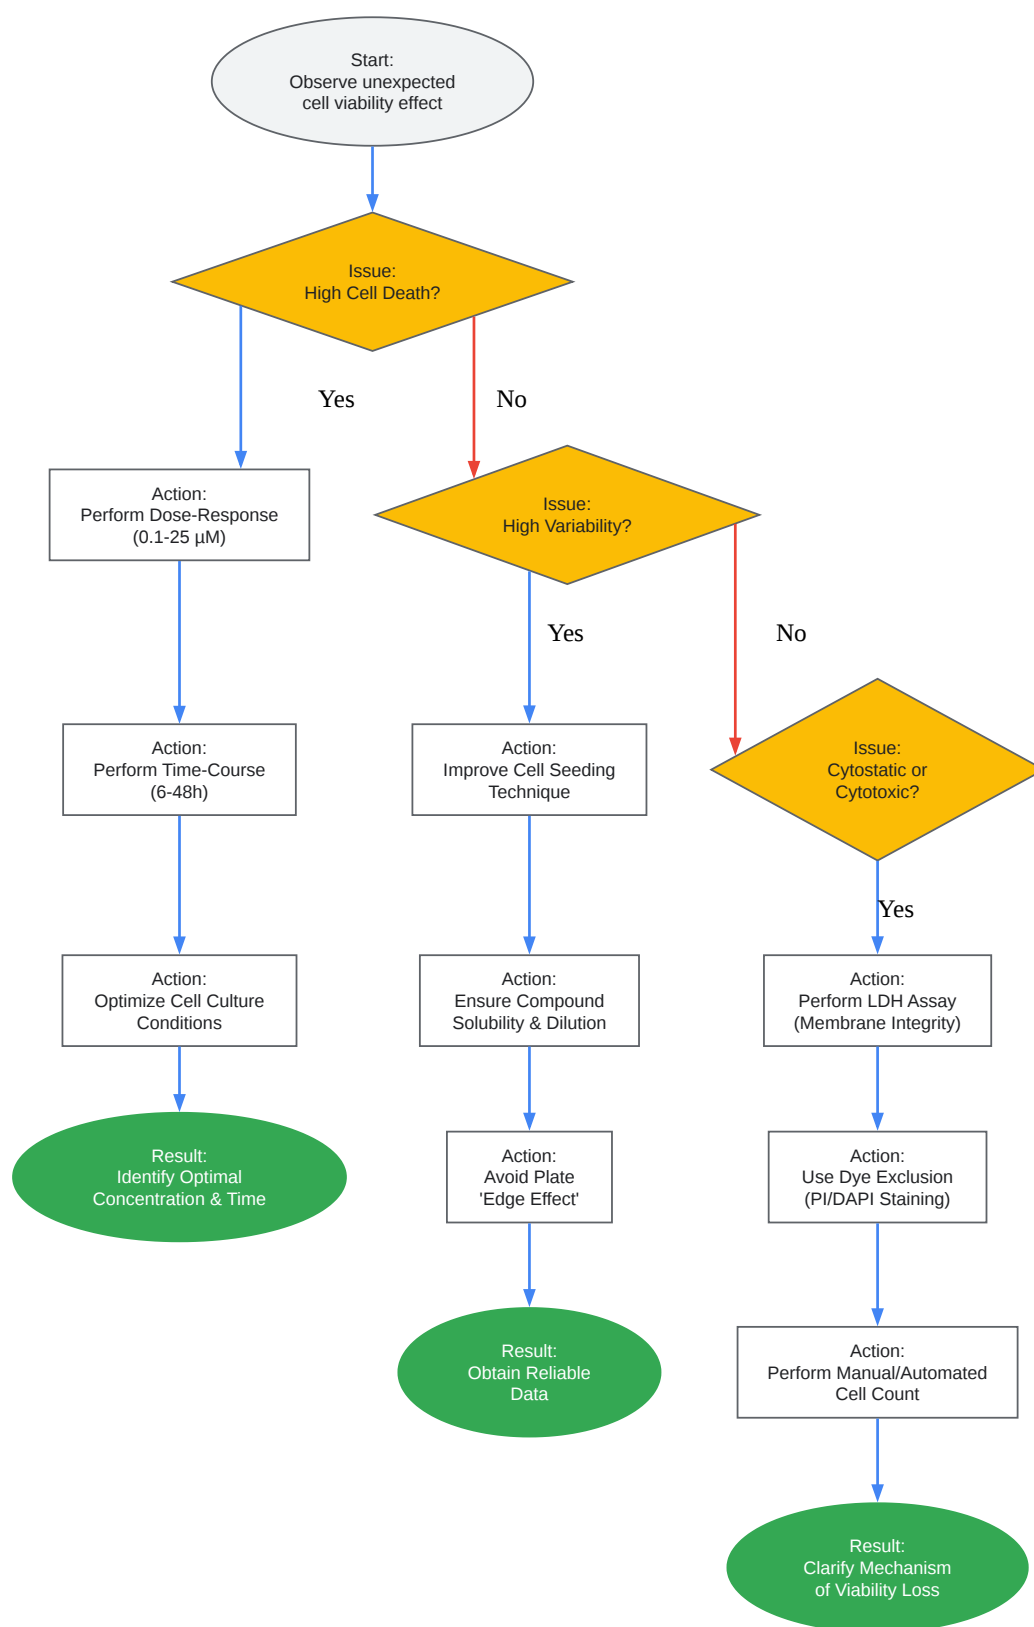 Start:
Observe unexpected
cell viability effect
Issue:
High Cell Death?
Yes
No
Action:
Perform Dose-Response
(0.1-25 µM)
Issue:
High Variability?
Yes
No
Action:
Perform Time-Course
(6-48h)
Action:
Improve Cell Seeding
Technique
Issue:
Cytostatic or
Cytotoxic?
Yes
Action:
Optimize Cell Culture
Conditions
Action:
Ensure Compound
Solubility & Dilution
Action:
Perform LDH Assay
(Membrane Integrity)
Result:
Identify Optimal
Concentration & Time
Action:
Avoid Plate
'Edge Effect'
Action:
Use Dye Exclusion
(PI/DAPI Staining)
Result:
Obtain Reliable
Data
Action:
Perform Manual/Automated
Cell Count
Result:
Clarify Mechanism
of Viability Loss